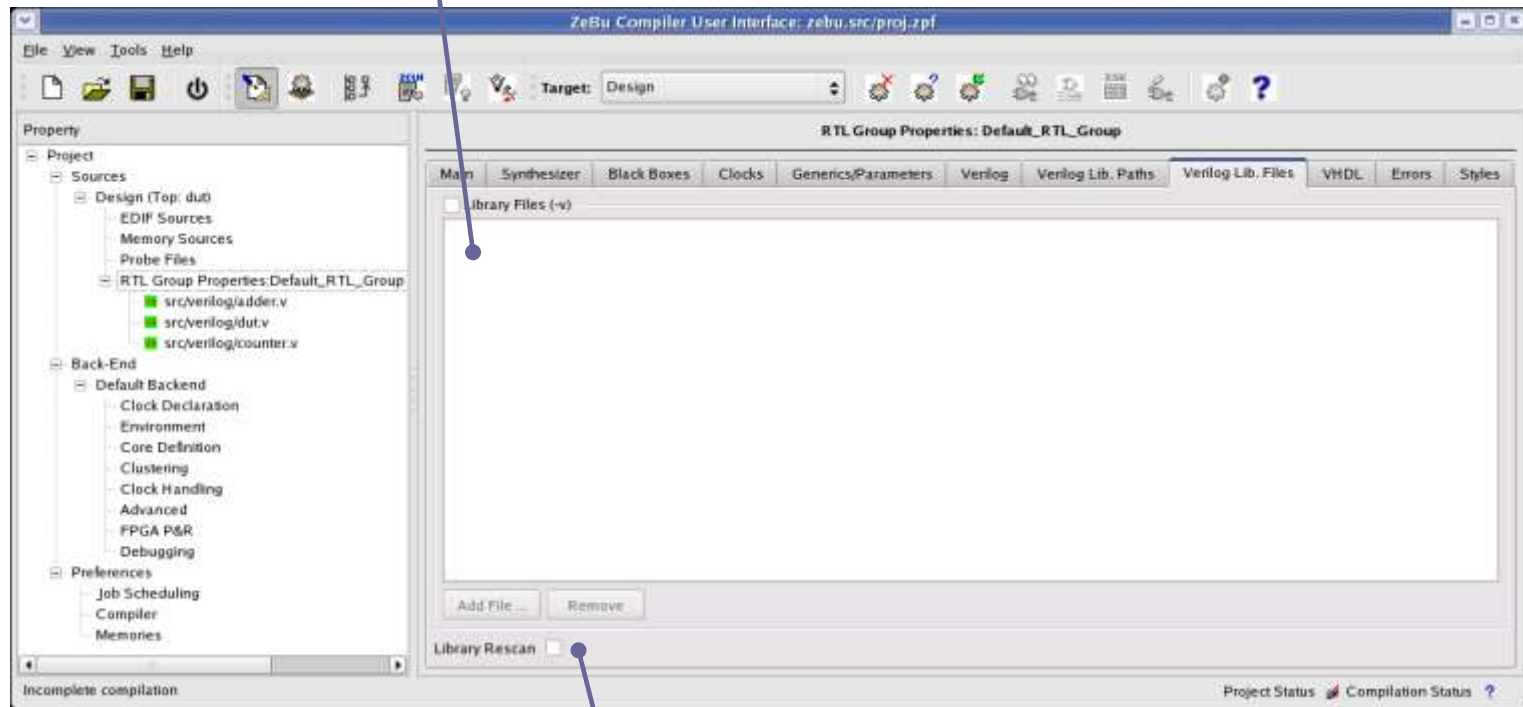 ZeBu Compiler User Interface: zebu.src/proj.zpf
File View Tools Help
Target: Design
?
Property
Project
Sources
Design (Top: dut)
EDIF Sources
Memory Sources
Probe Files
RTL Group Properties:Default_RTL_Group
src/verilog/adder.v
src/verilog/dut.v
src/verilog/counter.v
Back-End
Default Backend
Clock Declaration
Environment
Core Definition
Clustering
Clock Handling
Advanced
FPGA P&R
Debugging
Preferences
Job Scheduling
Compiler
Memories
RTL Group Properties: Default_RTL_Group
Main Synthesizer Black Boxes Clocks Generics/Parameters Verilog Verilog Lib. Paths Verilog Lib. Files VHDL Errors Styles
Library Files (-v)
Add File ... Remove
Library Rescan
Incomplete compilation
Project Status Compilation Status ?